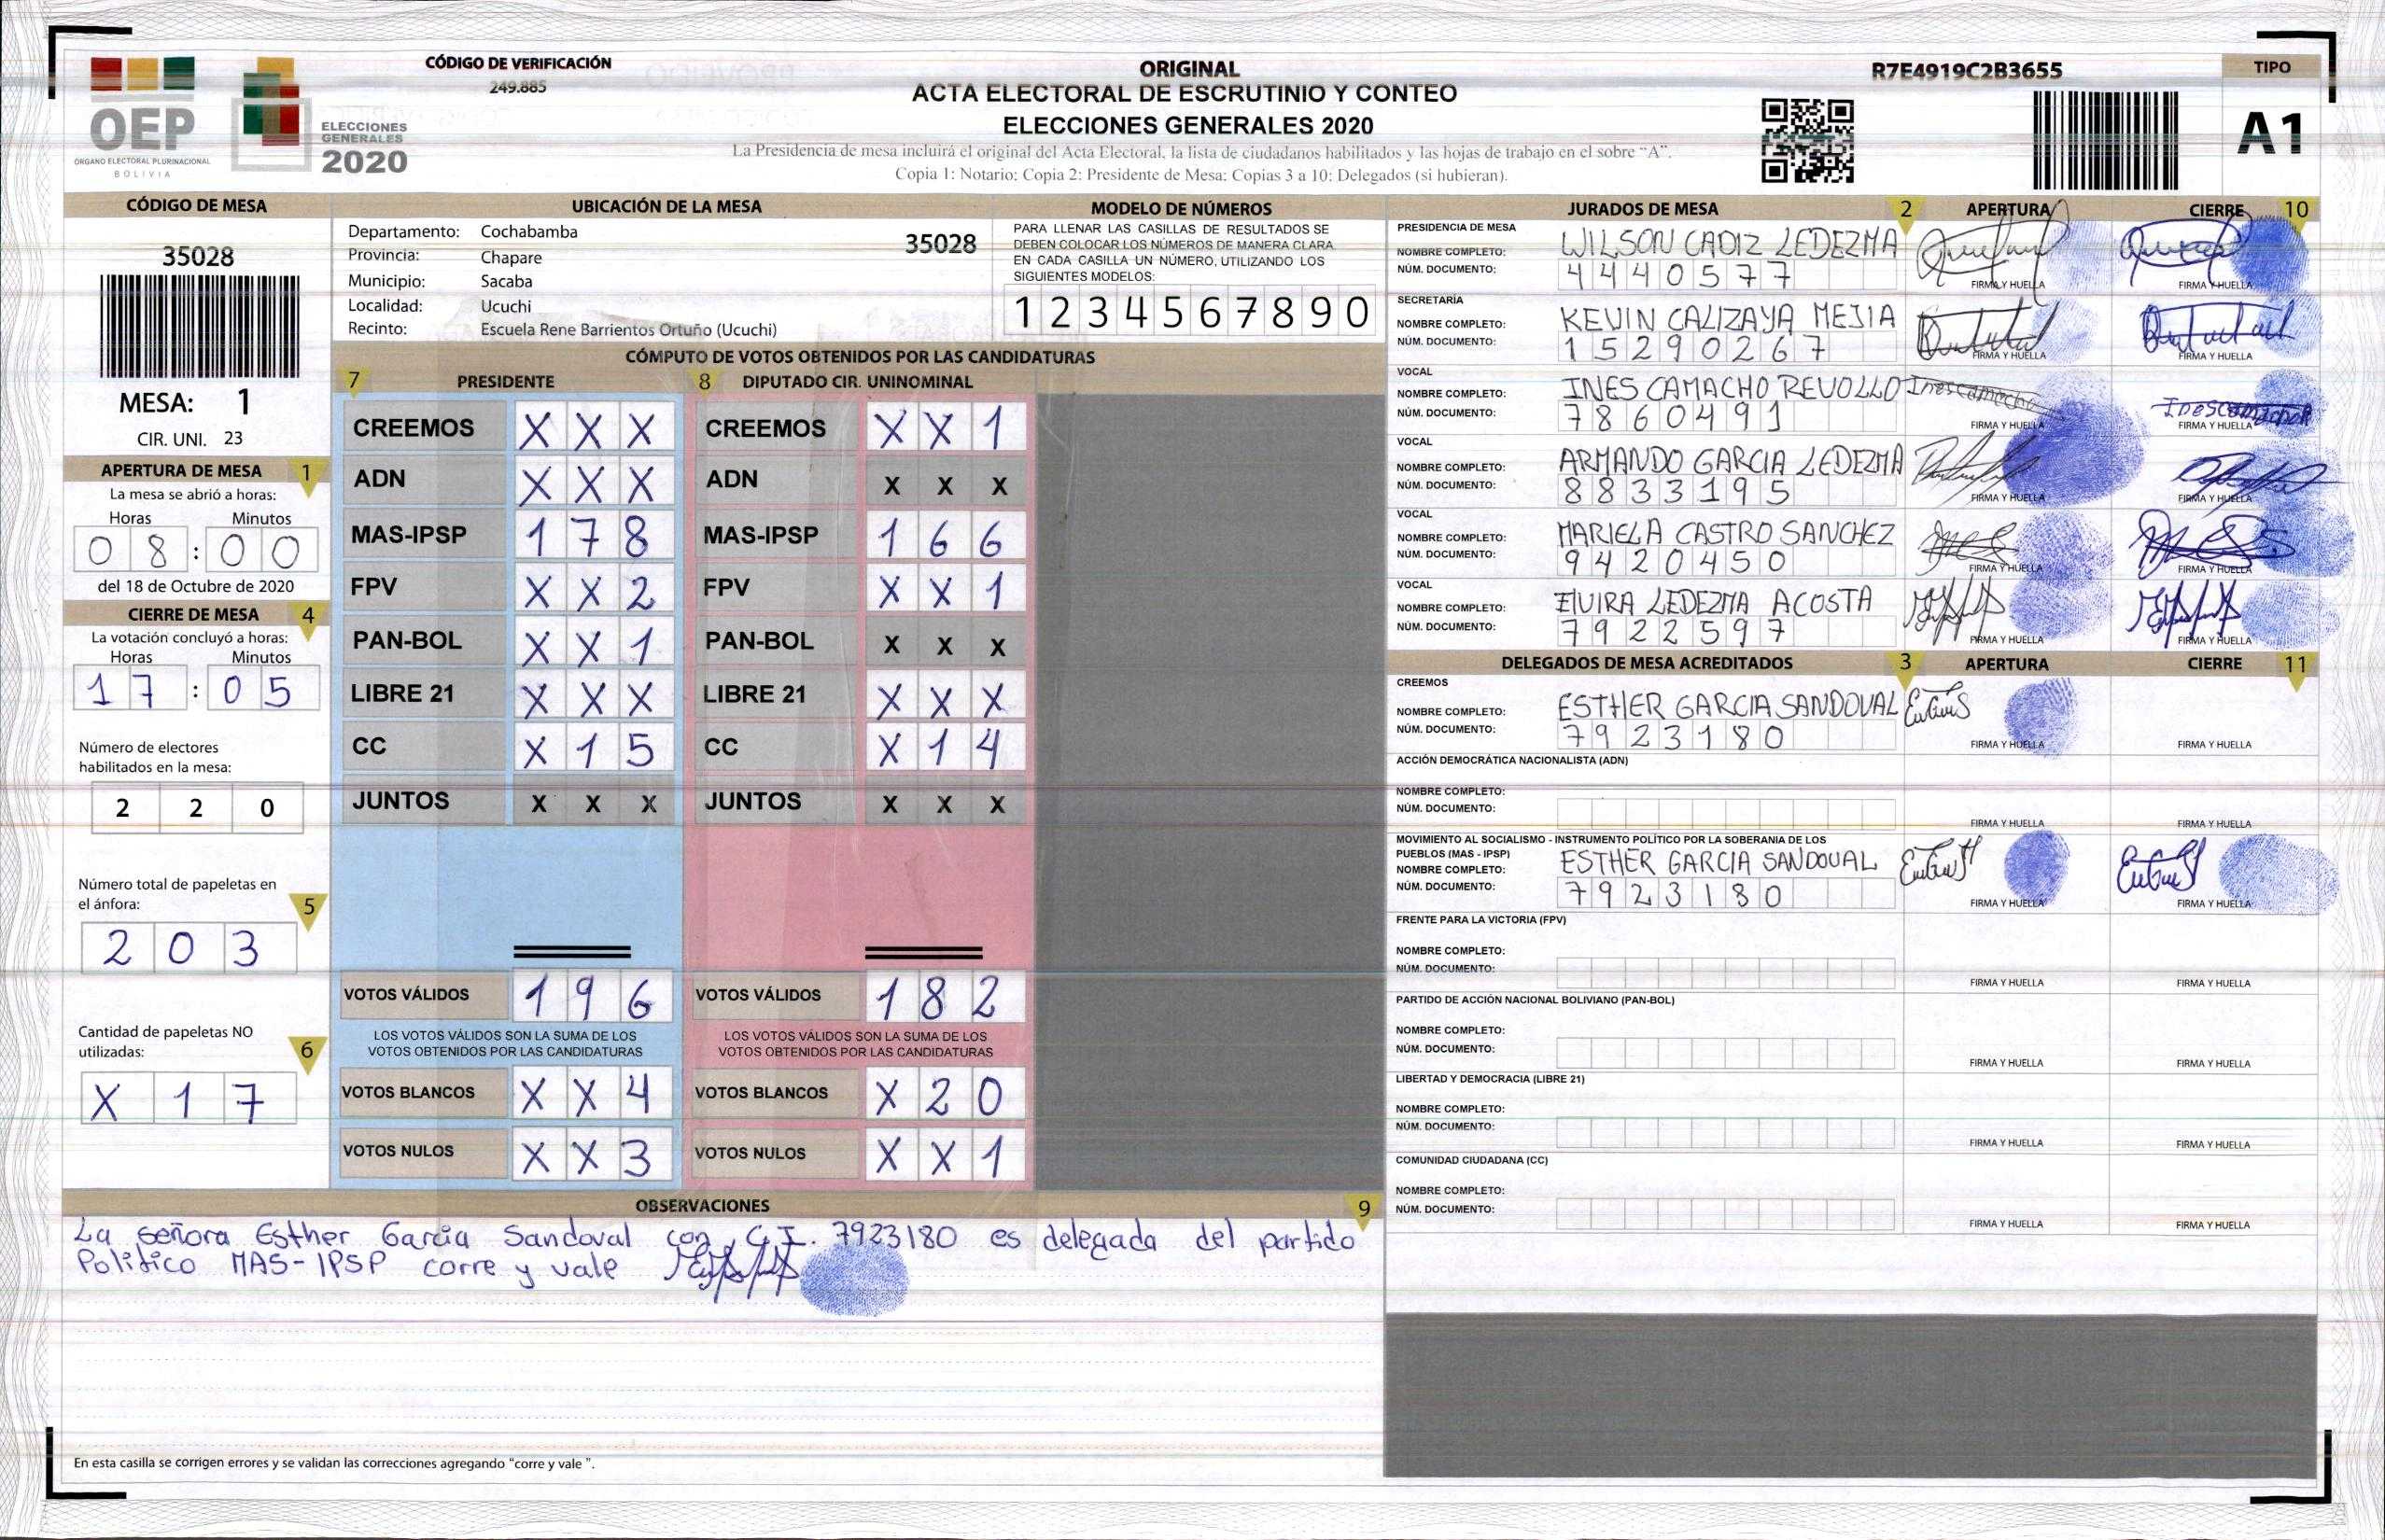 CÓDIGO DE VERIFICACIÓN
249.885
ORIGINAL
ACTA ELECTORAL DE ESCRUTINIO Y CONTEO
ELECCIONES GENERALES 2020
La Presidencia de mesa incluirá el original del Acta Electoral, la lista de ciudadanos habilitados y las hojas de trabajo en el sobre "A".
Copia 1: Notario; Copia 2: Presidente de Mesa; Copias 3 a 10: Delegados (si hubieran).
R7E4919C2B3655
TIPO
A1
OEP
ÓRGANO ELECTORAL PLURINACIONAL
BOLIVIA
ELECCIONES
GENERALES
2020
CÓDIGO DE MESA
35028
MESA: 1
CIR. UNI. 23
APERTURA DE MESA 1
La mesa se abrió a horas:
Horas Minutos
0 8 : 0 0
del 18 de Octubre de 2020
CIERRE DE MESA 4
La votación concluyó a horas:
Horas Minutos
1 7 : 0 5
Número de electores
habilitados en la mesa:
2 2 0
Número total de papeletas en
el ánfora: 5
2 0 3
Cantidad de papeletas NO
utilizadas: 6
X 1 7
UBICACIÓN DE LA MESA
Departamento: Cochabamba
35028
Provincia: Chapare
Municipio: Sacaba
Localidad: Ucuchi
Recinto: Escuela Rene Barrientos Ortuño (Ucuchi)
MODELO DE NÚMEROS
PARA LLENAR LAS CASILLAS DE RESULTADOS SE
DEBEN COLOCAR LOS NÚMEROS DE MANERA CLARA
EN CADA CASILLA UN NÚMERO, UTILIZANDO LOS
SIGUIENTES MODELOS:
1 2 3 4 5 6 7 8 9 0
CÓMPUTO DE VOTOS OBTENIDOS POR LAS CANDIDATURAS
7 PRESIDENTE 8 DIPUTADO CIR. UNINOMINAL
CREEMOS X X X CREEMOS X X 1
ADN X X X ADN X X X
MAS-IPSP 1 7 8 MAS-IPSP 1 6 6
FPV X X 2 FPV X X 1
PAN-BOL X X 1 PAN-BOL X X X
LIBRE 21 X X X LIBRE 21 X X X
CC X 1 5 CC X 1 4
JUNTOS X X X JUNTOS X X X
VOTOS VÁLIDOS 1 9 6 VOTOS VÁLIDOS 1 8 2
LOS VOTOS VÁLIDOS SON LA SUMA DE LOS LOS VOTOS VÁLIDOS SON LA SUMA DE LOS
VOTOS OBTENIDOS POR LAS CANDIDATURAS VOTOS OBTENIDOS POR LAS CANDIDATURAS
VOTOS BLANCOS X X 4 VOTOS BLANCOS X 2 0
VOTOS NULOS X X 3 VOTOS NULOS X X 1
OBSERVACIONES 9
La señora Esther Garcia Sandoval con C.I. 7923180 es delegada del partido
Politico MAS-IPSP corre y vale
En esta casilla se corrigen errores y se validan las correcciones agregando "corre y vale ".
JURADOS DE MESA 2 APERTURA CIERRE 10
PRESIDENCIA DE MESA
NOMBRE COMPLETO: WILSON CADIZ LEDEZMA
NÚM. DOCUMENTO: 4440577
FIRMA Y HUELLA FIRMA Y HUELLA
SECRETARÍA
NOMBRE COMPLETO: KEVIN CALIZAYA MEJIA
NÚM. DOCUMENTO: 15290267
FIRMA Y HUELLA FIRMA Y HUELLA
VOCAL
NOMBRE COMPLETO: INES CAMACHO REVOLLO
NÚM. DOCUMENTO: 7860491
Inescamacho Inescamacho
FIRMA Y HUELLA FIRMA Y HUELLA
VOCAL
NOMBRE COMPLETO: ARMANDO GARCIA LEDEZMA
NÚM. DOCUMENTO: 8833195
FIRMA Y HUELLA FIRMA Y HUELLA
VOCAL
NOMBRE COMPLETO: MARIELA CASTRO SANCHEZ
NÚM. DOCUMENTO: 9420450
FIRMA Y HUELLA FIRMA Y HUELLA
VOCAL
NOMBRE COMPLETO: ElVIRA LEDEZMA ACOSTA
NÚM. DOCUMENTO: 7922597
FIRMA Y HUELLA FIRMA Y HUELLA
DELEGADOS DE MESA ACREDITADOS 3 APERTURA CIERRE 11
CREEMOS
NOMBRE COMPLETO: ESTHER GARCIA SANDOVAL
NÚM. DOCUMENTO: 7923180
FIRMA Y HUELLA FIRMA Y HUELLA
ACCIÓN DEMOCRÁTICA NACIONALISTA (ADN)
NOMBRE COMPLETO:
NÚM. DOCUMENTO:
FIRMA Y HUELLA FIRMA Y HUELLA
MOVIMIENTO AL SOCIALISMO - INSTRUMENTO POLÍTICO POR LA SOBERANIA DE LOS
PUEBLOS (MAS - IPSP)
NOMBRE COMPLETO: ESTHER GARCIA SANDOVAL
NÚM. DOCUMENTO: 7923180
FIRMA Y HUELLA FIRMA Y HUELLA
FRENTE PARA LA VICTORIA (FPV)
NOMBRE COMPLETO:
NÚM. DOCUMENTO:
FIRMA Y HUELLA FIRMA Y HUELLA
PARTIDO DE ACCIÓN NACIONAL BOLIVIANO (PAN-BOL)
NOMBRE COMPLETO:
NÚM. DOCUMENTO:
FIRMA Y HUELLA FIRMA Y HUELLA
LIBERTAD Y DEMOCRACIA (LIBRE 21)
NOMBRE COMPLETO:
NÚM. DOCUMENTO:
FIRMA Y HUELLA FIRMA Y HUELLA
COMUNIDAD CIUDADANA (CC)
NOMBRE COMPLETO:
NÚM. DOCUMENTO:
FIRMA Y HUELLA FIRMA Y HUELLA